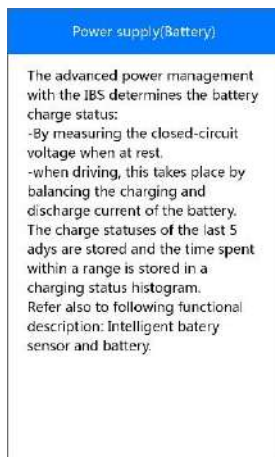 Power supply(Battery)
The advanced power management
with the IBS determines the battery
charge status:
-By measuring the closed-circuit
voltage when at rest.
-when driving, this takes place by
balancing the charging and
discharge current of the battery.
The charge statuses of the last 5
adys are stored and the time spent
within a range is stored in a
charging status histogram.
Refer also to following functional
description: Intelligent batery
sensor and battery.